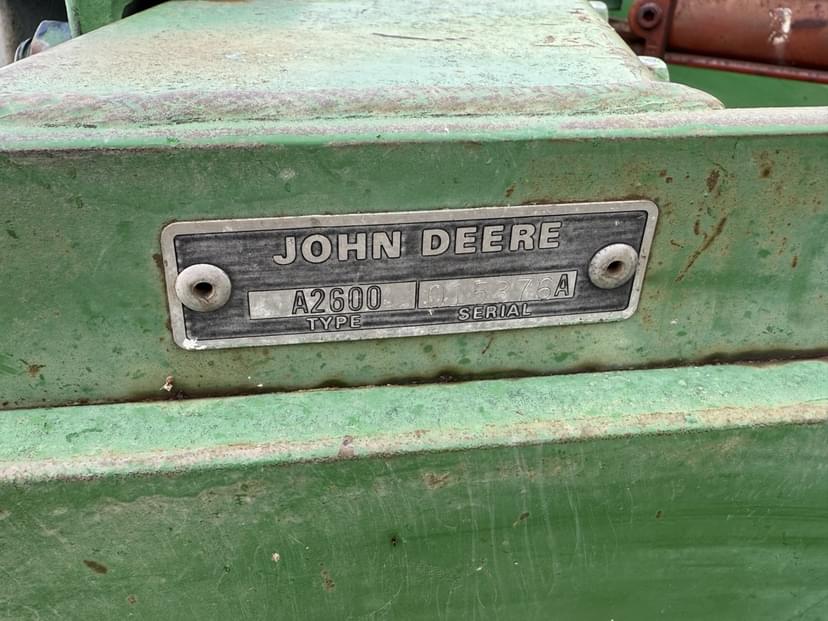 JOHN DEERE
A2600
TYPE SERIAL